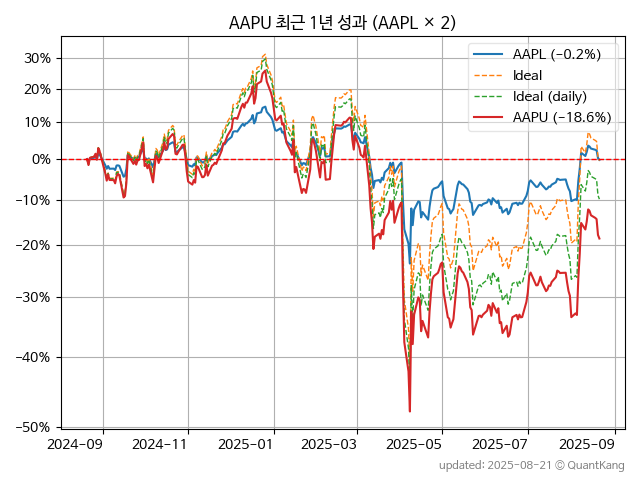 AAPU 최근 1년 성과 (AAPL × 2)
AAPL (−0.2%)
Ideal
Ideal (daily)
AAPU (−18.6%)
30%
20%
10%
0%
−10%
−20%
−30%
−40%
−50%
2024-09
2024-11
2025-01
2025-03
2025-05
2025-07
2025-09
updated: 2025-08-21 © QuantKang